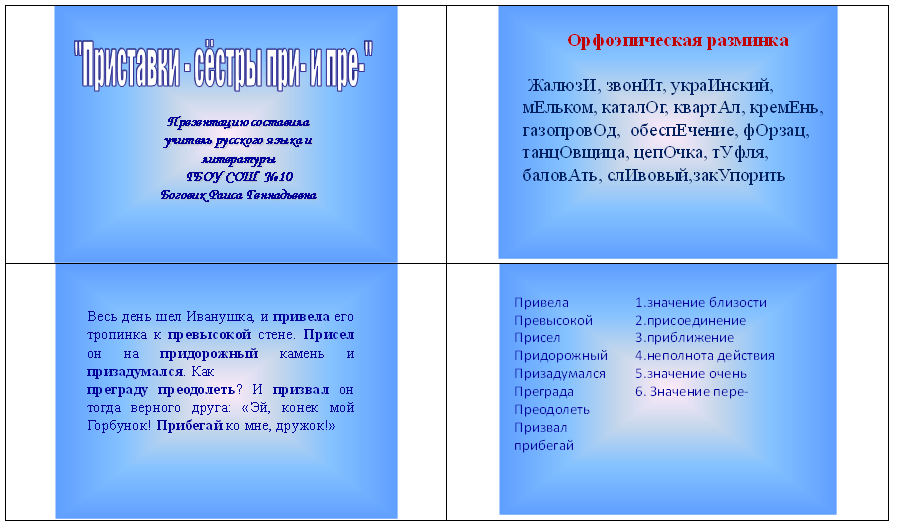 "Приставки - сёстры при- и пре-"
Презентацию составила
учитель русского языка и
литературы
ГБОУ СОШ №10
Боговик Раиса Геннадьевна
Орфоэпическая разминка
ЖалюзИ, звонИт, украИнский,
мЕльком, каталОг, квартАл, кремЕнь,
газопровОд, обеспЕчение, фОрзац,
танцОвщица, цепОчка, тУфля,
баловАть, слИвовый,закУпорить
Весь день шел Иванушка, и привела его
тропинка к превысокой стене. Присел
он на придорожный камень и
призадумался. Как
преграду преодолеть? И призвал он
тогда верного друга: «Эй, конек мой
Горбунок! Прибегай ко мне, дружок!»
Привела
Превысокой
Присел
Придорожный
Призадумался
Преграда
Преодолеть
Призвал
прибегай
1.значение близости
2.присоединение
3.приближение
4.неполнота действия
5.значение очень
6. Значение пере-